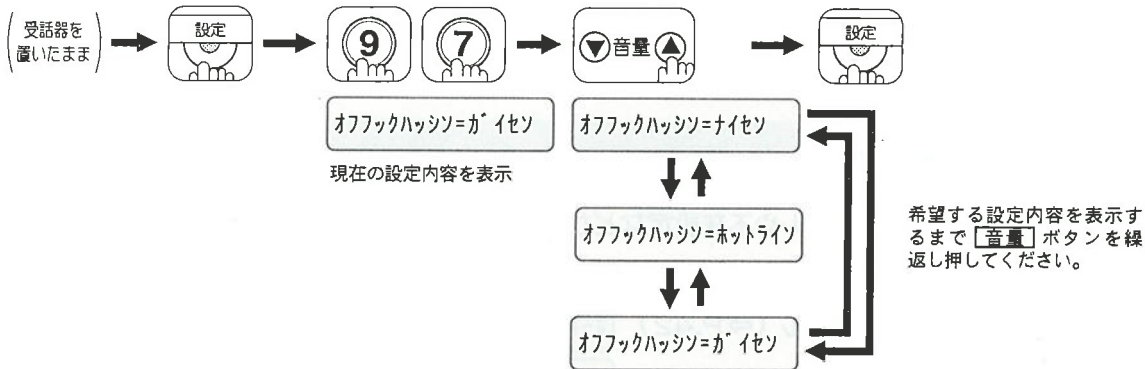 受話器を
置いたまま
設定
9
7
音量
設定
オフフックハッシン=ガイセン
現在の設定内容を表示
オフフックハッシン=ナイセン
オフフックハッシン=ホットライン
オフフックハッシン=ガイセン
希望する設定内容を表示す
るまで 音量 ボタンを繰
返し押してください。